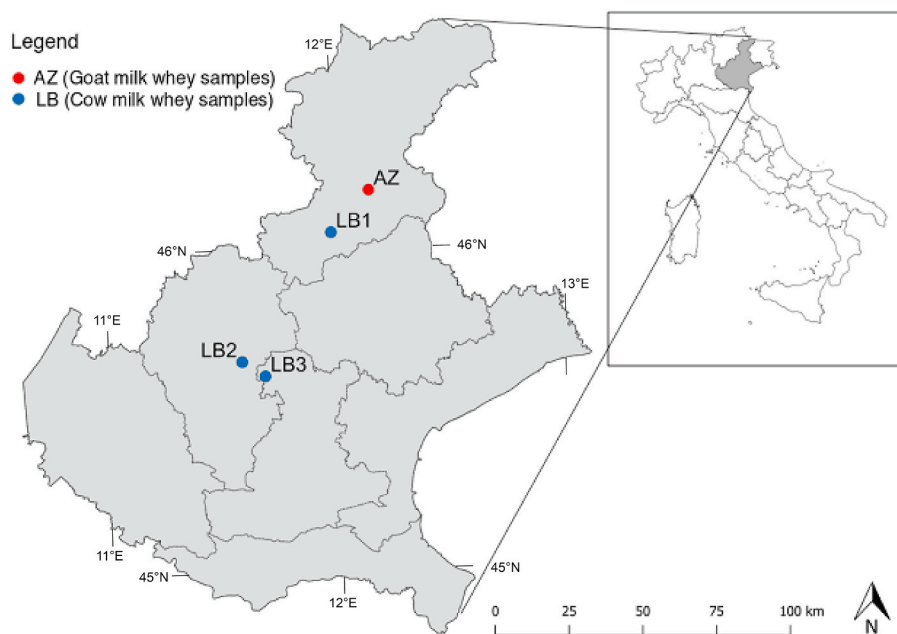 Legend
AZ (Goat milk whey samples)
LB (Cow milk whey samples)
12°E
AZ
LB1
46°N
46°N
13°E
11°E
LB2
LB3
11°E
45°N
12°E
45°N
0 25 50 75 100 km
N